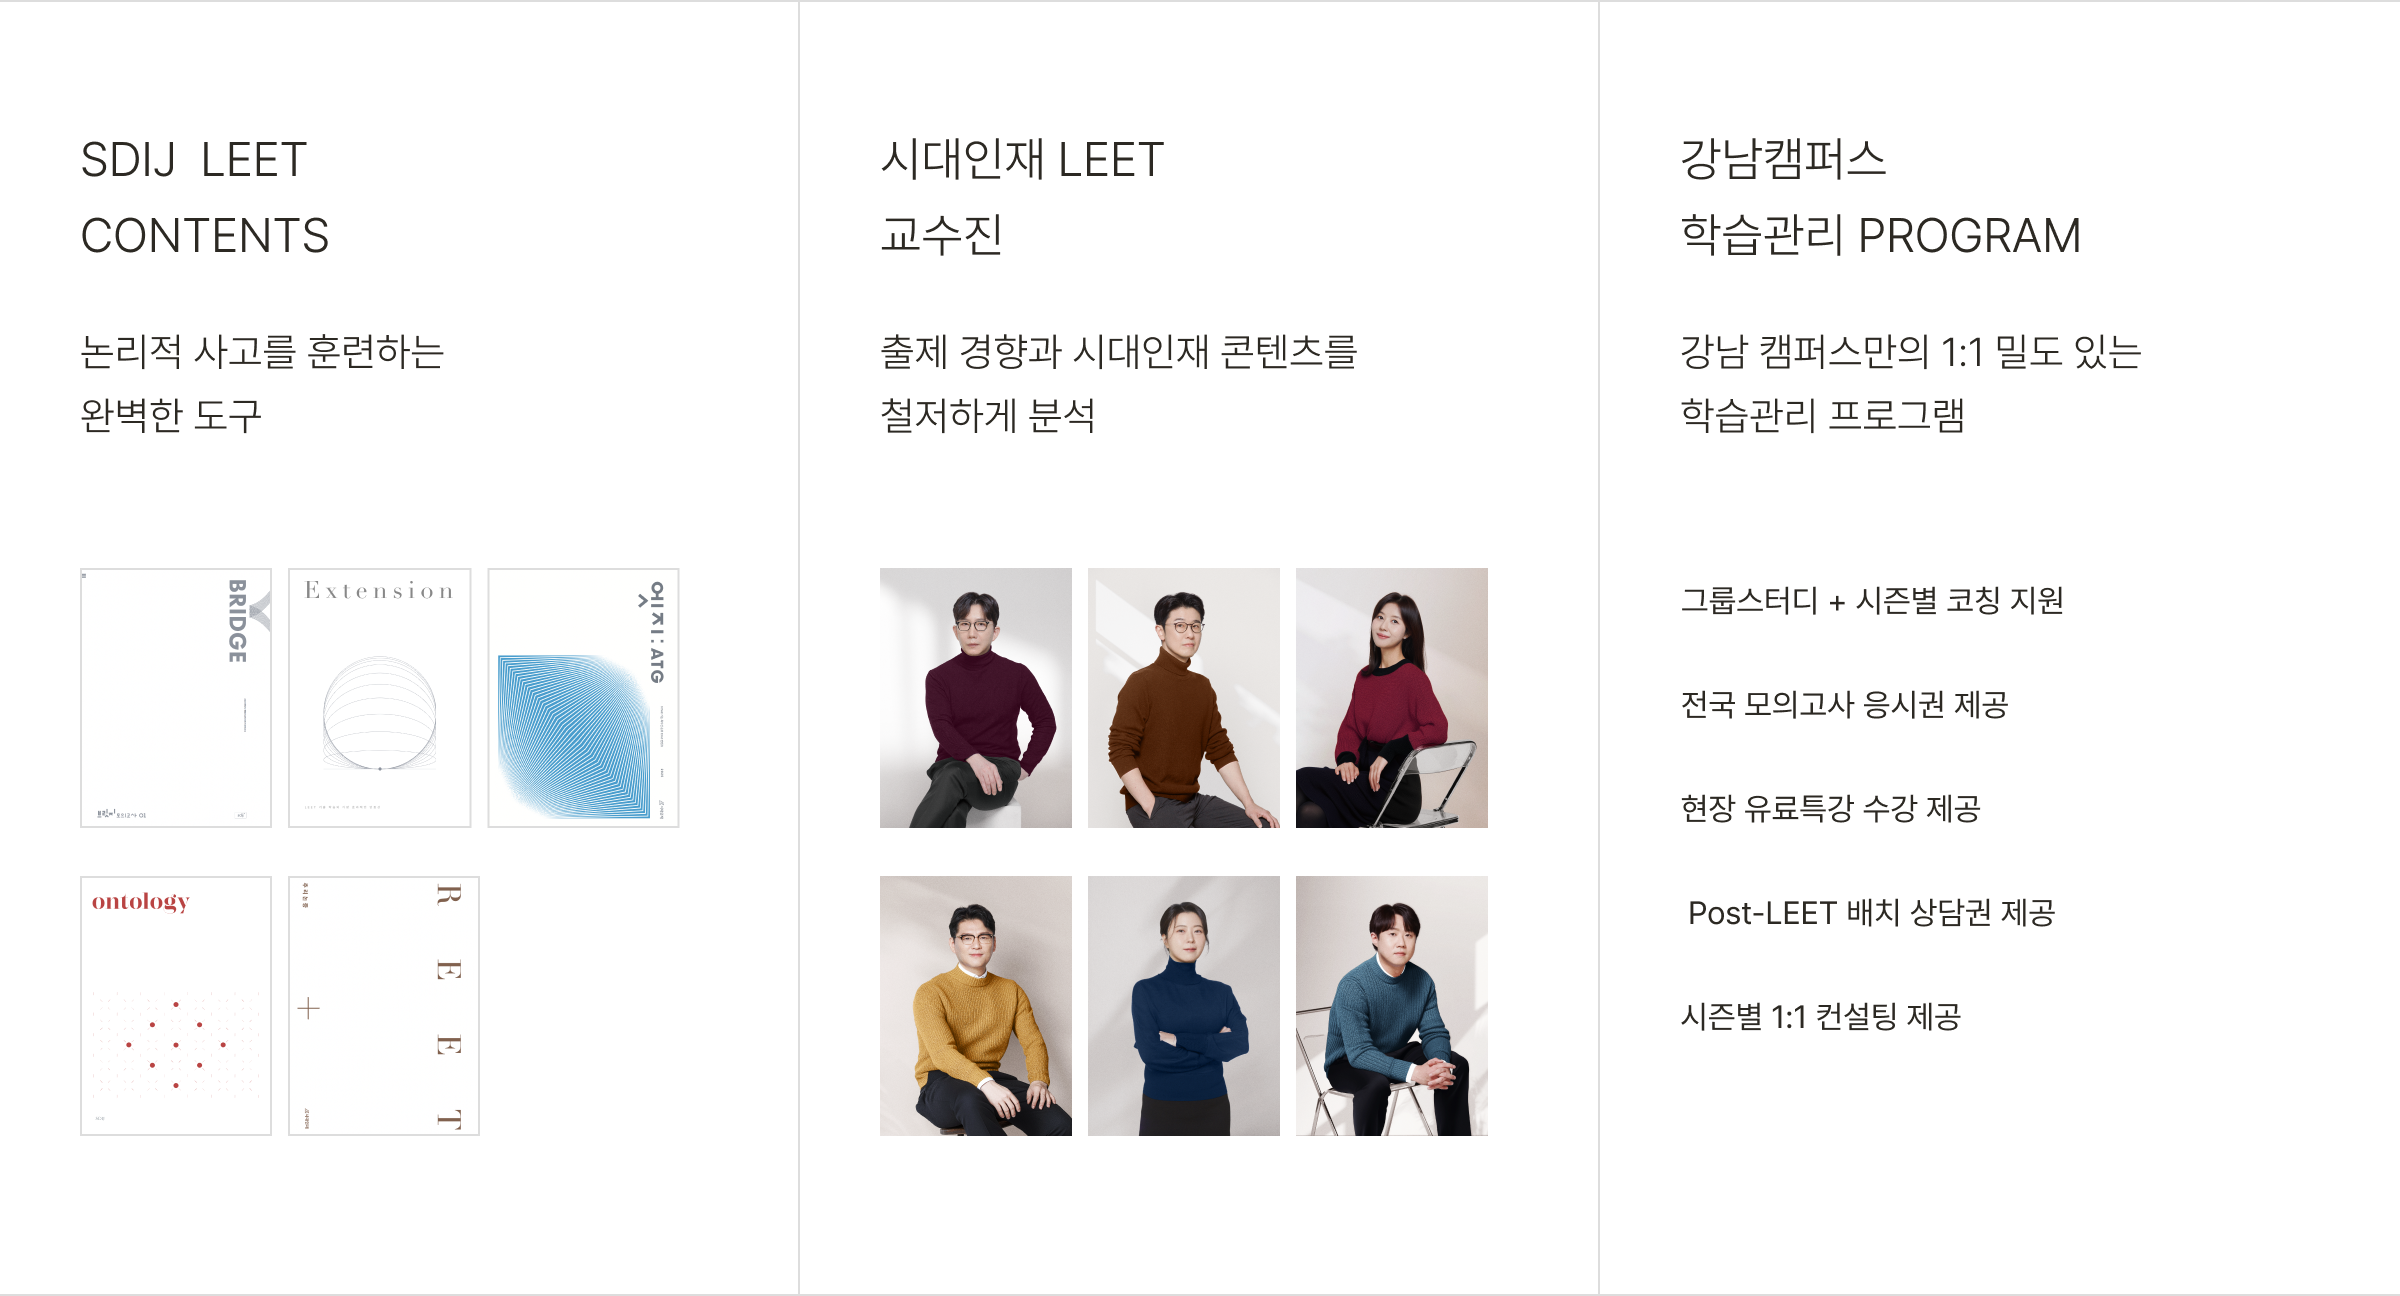 SDIJ LEET
CONTENTS
논리적 사고를 훈련하는
완벽한 도구
BRIDGE
Extension
언지: ATG
ontology
REET
시대인재 LEET
교수진
출제 경향과 시대인재 콘텐츠를
철저하게 분석
강남캠퍼스
학습관리 PROGRAM
강남 캠퍼스만의 1:1 밀도 있는
학습관리 프로그램
그룹스터디 + 시즌별 코칭 지원
전국 모의고사 응시권 제공
현장 유료특강 수강 제공
Post-LEET 배치 상담권 제공
시즌별 1:1 컨설팅 제공